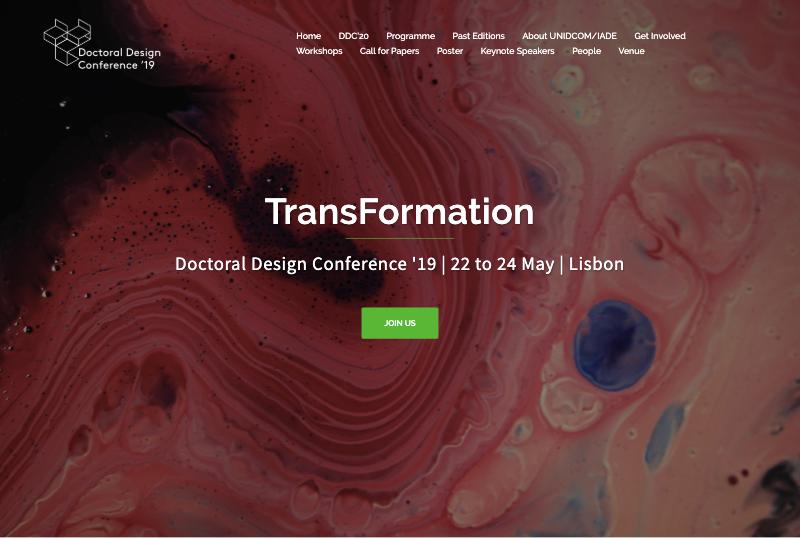 Doctoral Design
Conference '19
Home DDC'20 Programme Past Editions About UNIDCOM/IADE Get Involved
Workshops Call for Papers Poster Keynote Speakers People Venue
TransFormation
Doctoral Design Conference '19 | 22 to 24 May | Lisbon
JOIN US